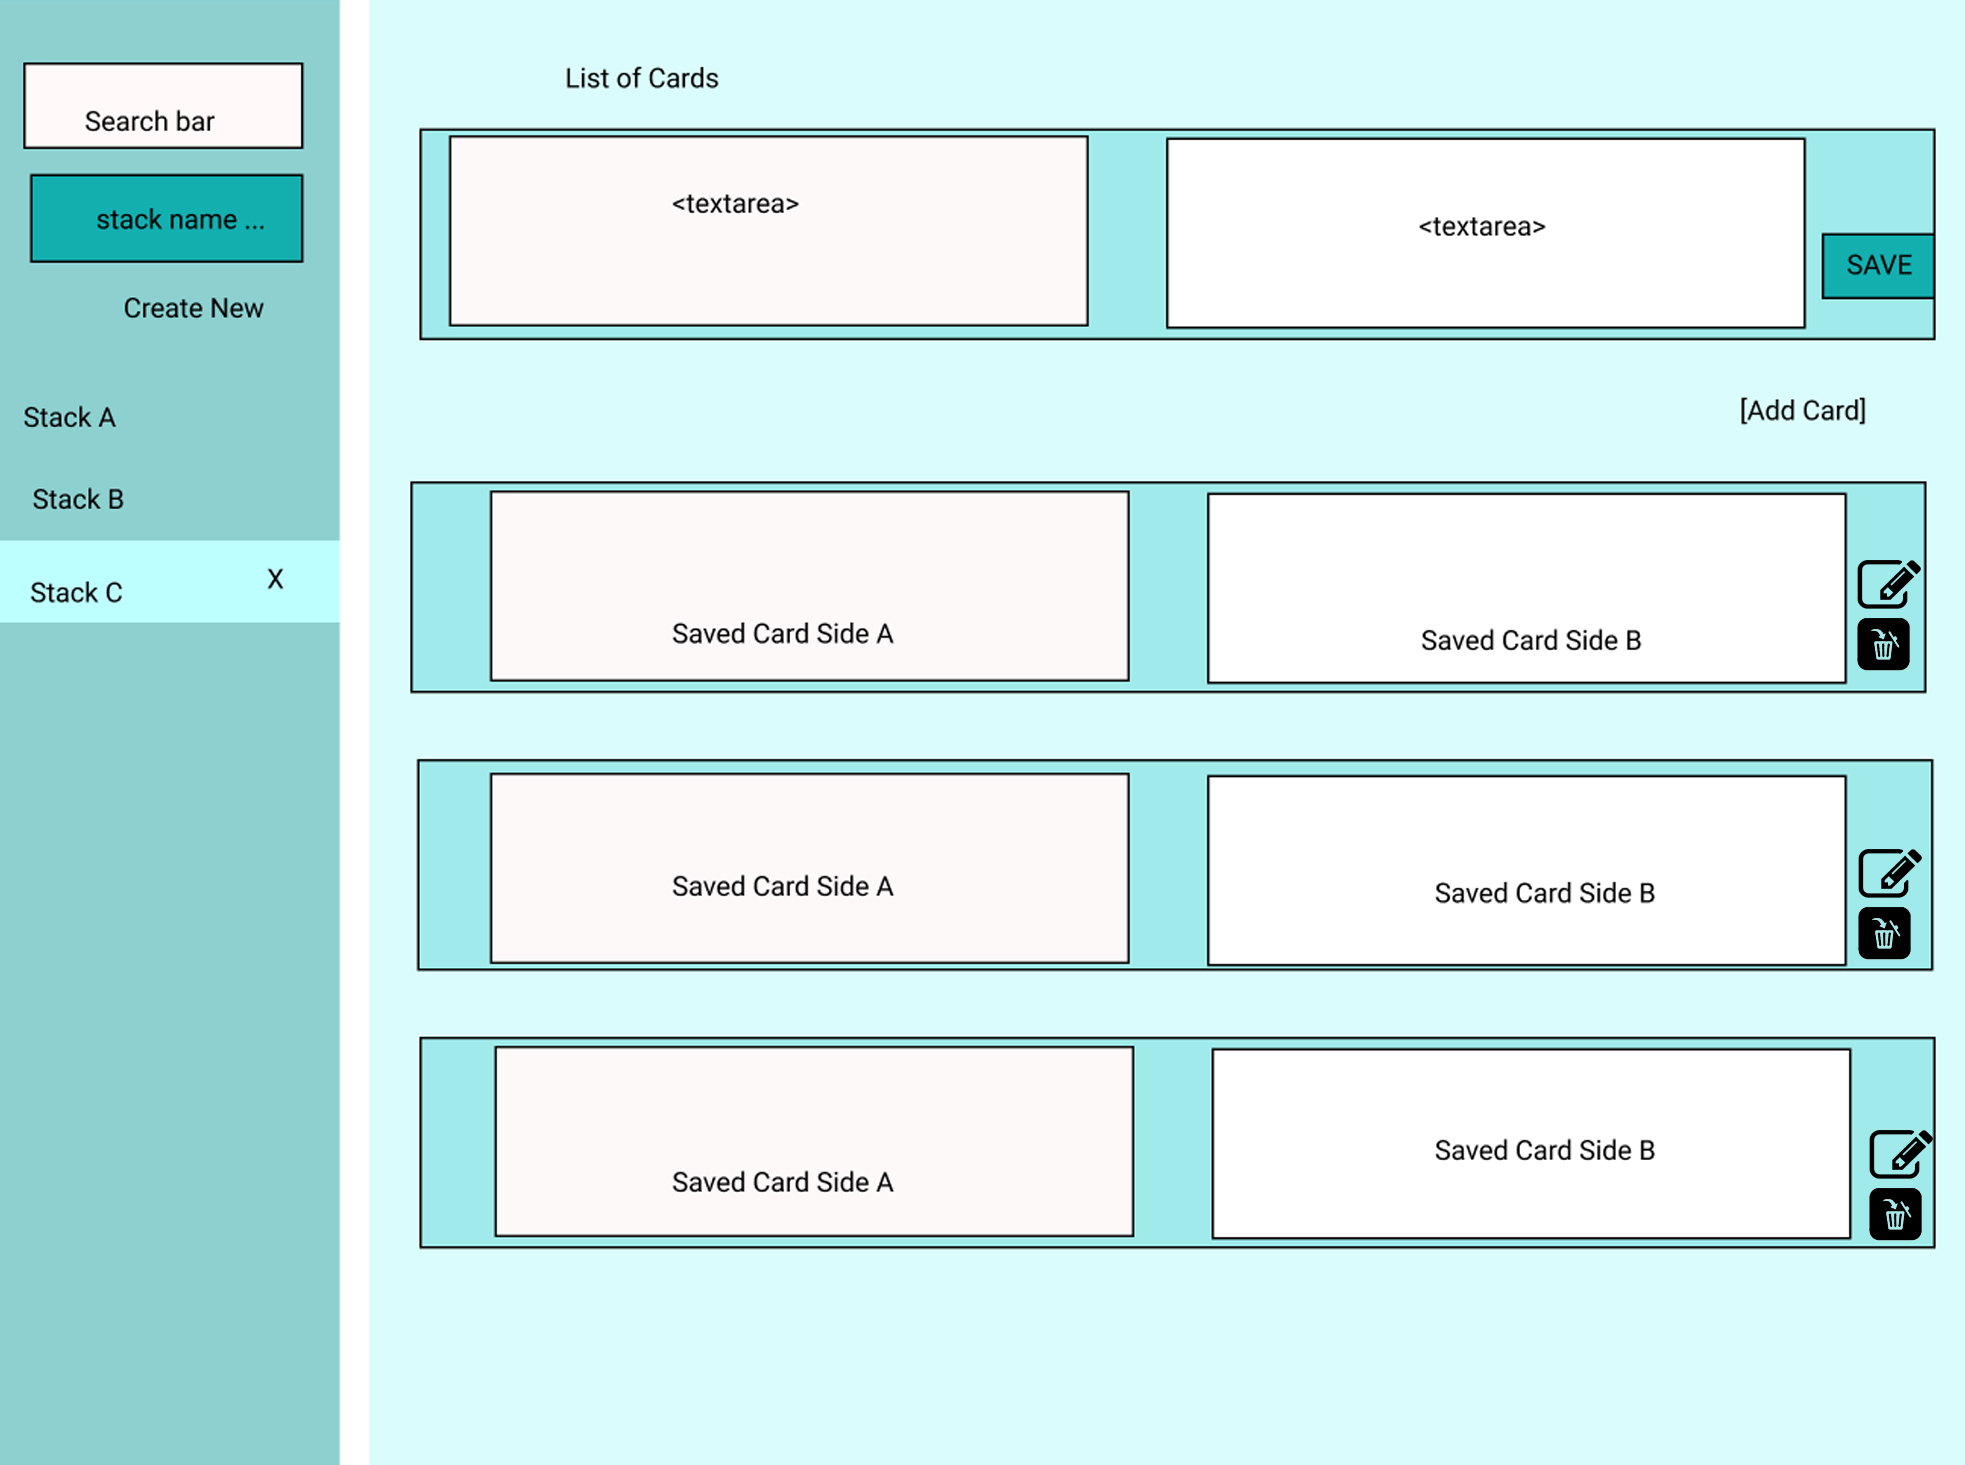 Search bar
stack name ...
Create New
Stack A
Stack B
Stack C
X
List of Cards
<textarea>
<textarea>
SAVE
[Add Card]
Saved Card Side A
Saved Card Side B
Saved Card Side A
Saved Card Side B
Saved Card Side A
Saved Card Side B